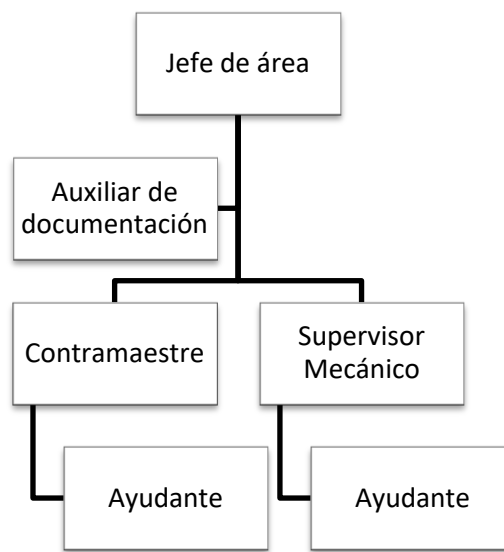 Jefe de área
Auxiliar de
documentación
Contramaestre
Supervisor
Mecánico
Ayudante
Ayudante